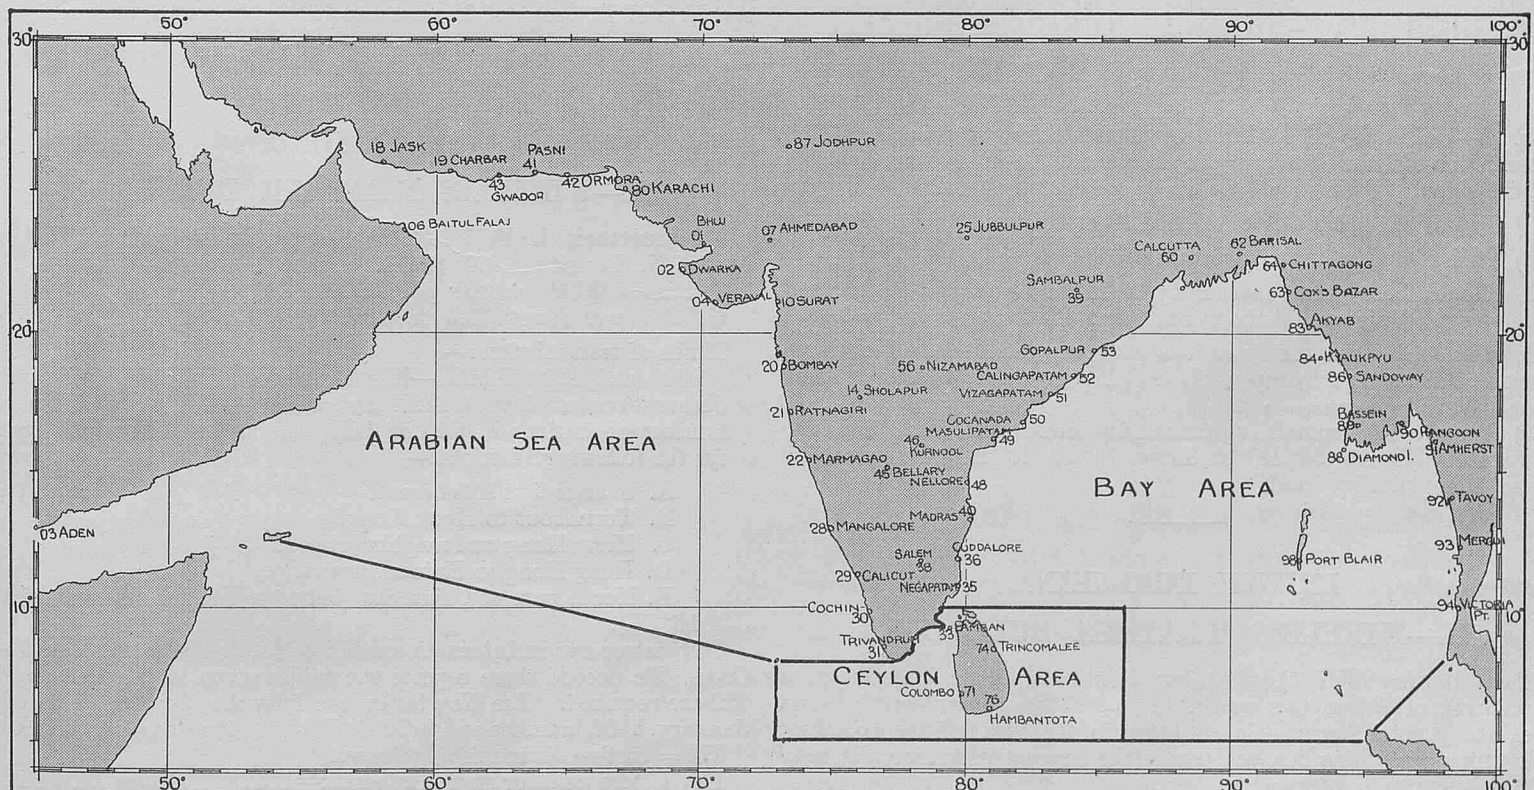 50° 60° 70° 80° 90° 100°
30° 30°
18 JASK
19 CHARBAR
PASNI
41
43
GWADOR
42 ORMORA
80 KARACHI
87 JODHPUR
06 BAITUL FALAJ
BHUJ
01
07 AHMEDABAD
25 JUBBULPUR
CALCUTTA
60
62 BARISAL
64 CHITTAGONG
02 DWARKA
04 VERAVAL
10 SURAT
SAMBALPUR
39
63 COX'S BAZAR
83 AKYAB
20° 20°
GOPALPUR 53
84 KYAUKPYU
20 BOMBAY
56 NIZAMABAD
CALINGAPATAM 52
86 SANDOWAY
14 SHOLAPUR
VIZAGAPATAM 51
21 RATNAGIRI
COCANADA 50
BASSEIN
89
MASULIPATAM 49
90 RANGOON
ARABIAN SEA AREA
46
KURNOOL
91 AMHERST
22 MARMAGAO
88 DIAMOND I.
45 BELLARY
NELLORE 48
BAY AREA
92 TAVOY
03 ADEN
28 MANGALORE
MADRAS 40
MERGUI
93
CUDDALORE
36
SALEM
38
98 PORT BLAIR
29 CALICUT
NEGAPATAM 35
10° 10°
COCHIN
30
94 VICTORIA
PT.
PAMBAN
33
TRIVANDRUM
31
74 TRINCOMALEE
CEYLON AREA
COLOMBO 71
76
HAMBANTOTA
50° 60° 70° 80° 90° 100°